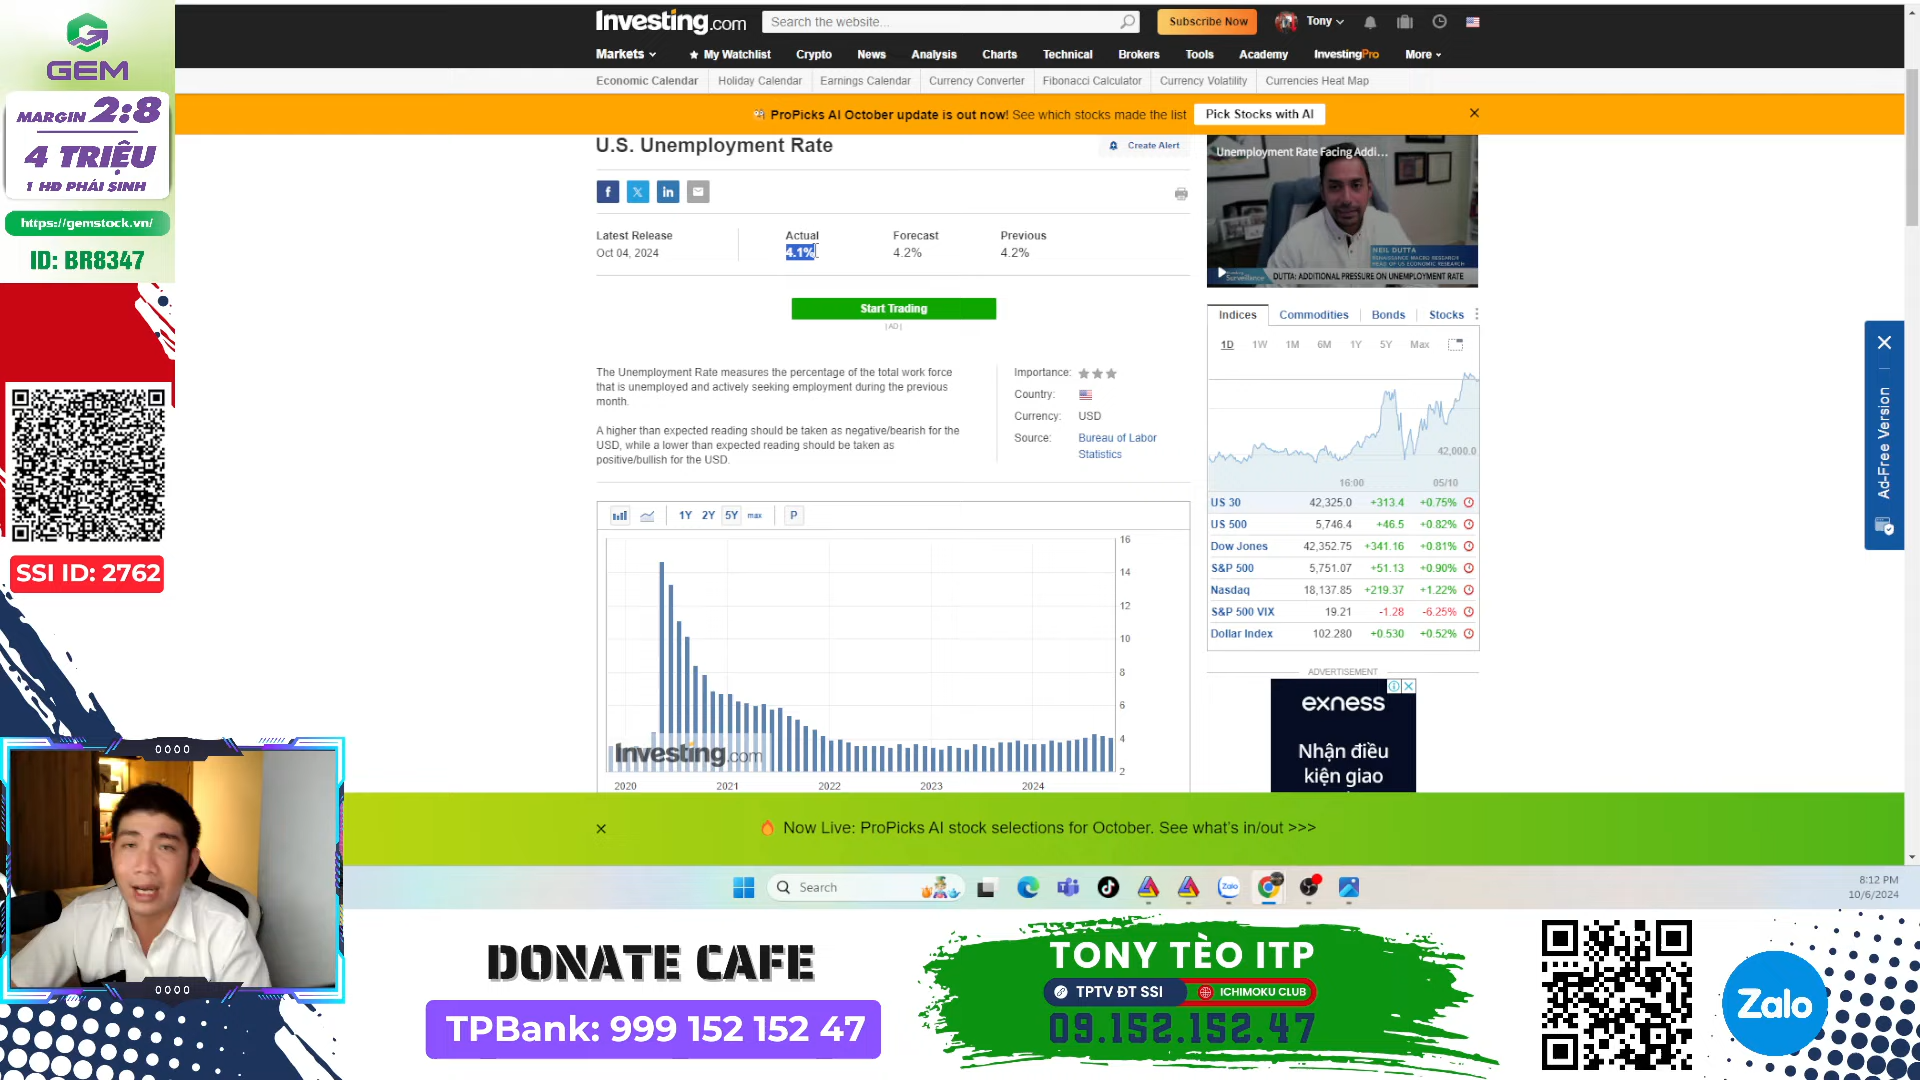 GEM
MARGIN 2:8
4 TRIỆU
1 HĐ PHÁI SINH
https://gemstock.vn/
ID: BR8347
SSI ID: 2762
Investing.com
Search the website...
Subscribe Now
Tony
Markets
My Watchlist
Crypto
News
Analysis
Charts
Technical
Brokers
Tools
Academy
InvestingPro
More
Economic Calendar
Holiday Calendar
Earnings Calendar
Currency Converter
Fibonacci Calculator
Currency Volatility
Currencies Heat Map
ProPicks AI October update is out now! See which stocks made the list
Pick Stocks with AI
U.S. Unemployment Rate
Create Alert
Latest Release
Oct 04, 2024
Actual
4.1%
Forecast
4.2%
Previous
4.2%
Start Trading
| AD |
The Unemployment Rate measures the percentage of the total work force
that is unemployed and actively seeking employment during the previous
month.
A higher than expected reading should be taken as negative/bearish for the
USD, while a lower than expected reading should be taken as
positive/bullish for the USD.
Importance:
Country:
Currency: USD
Source: Bureau of Labor
Statistics
1Y 2Y 5Y max P
16
14
12
10
8
6
4
2
Investing.com
2020 2021 2022 2023 2024
Unemployment Rate Facing Addi...
NEIL DUTTA
RENAISSANCE MACRO RESEARCH
HEAD OF US ECONOMIC RESEARCH
Surveillance
DUTTA: ADDITIONAL PRESSURE ON UNEMPLOYMENT RATE
Indices Commodities Bonds Stocks
1D 1W 1M 6M 1Y 5Y Max
42,000.0
16:00 05/10
US 30 42,325.0 +313.4 +0.75%
US 500 5,746.4 +46.5 +0.82%
Dow Jones 42,352.75 +341.16 +0.81%
S&P 500 5,751.07 +51.13 +0.90%
Nasdaq 18,137.85 +219.37 +1.22%
S&P 500 VIX 19.21 -1.28 -6.25%
Dollar Index 102.280 +0.530 +0.52%
ADVERTISEMENT
exness
Nhận điều
kiện giao
Ad-Free Version
Now Live: ProPicks AI stock selections for October. See what's in/out >>>
Search
Zalo
8:12 PM
10/6/2024
DONATE CAFE
TPBank: 999 152 152 47
TONY TÈO ITP
TPTV ĐT SSI
ICHIMOKU CLUB
09.152.152.47
Zalo